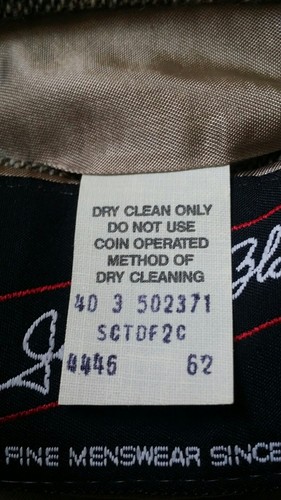 DRY CLEAN ONLY
DO NOT USE
COIN OPERATED
METHOD OF
DRY CLEANING
40 3 502371
SCTDF2C
4446 62
FINE MENSWEAR SINCE